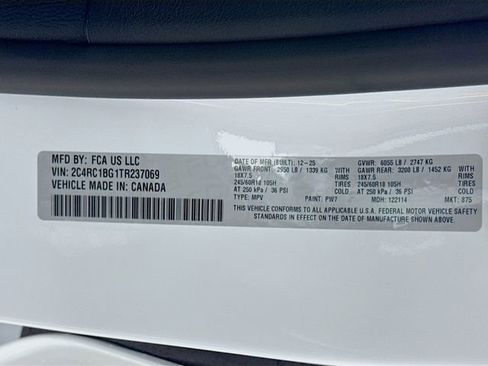 MFD BY: FCA US LLC
VIN: 2C4RC1BG1TR237069
VEHICLE MADE IN: CANADA
DATE OF MFR (BUILT): 12-25 GVWR: 6055 LB / 2747 KG
GAWR FRONT: 2950 LB / 1339 KG GAWR REAR: 3200 LB / 1452 KG
18X7.5 RIMS 18X7.5 RIMS
245/60R18 105H TIRES 245/60R18 105H TIRES
AT 250 kPa / 36 PSI COLD AT 250 kPa / 36 PSI COLD
TYPE: MPV PAINT: PW7 MDH: 122114 MKT: 875
THIS VEHICLE CONFORMS TO ALL APPLICABLE U.S.A. FEDERAL MOTOR VEHICLE SAFETY
STANDARDS IN EFFECT ON THE DATE OF MANUFACTURE SHOWN ABOVE.